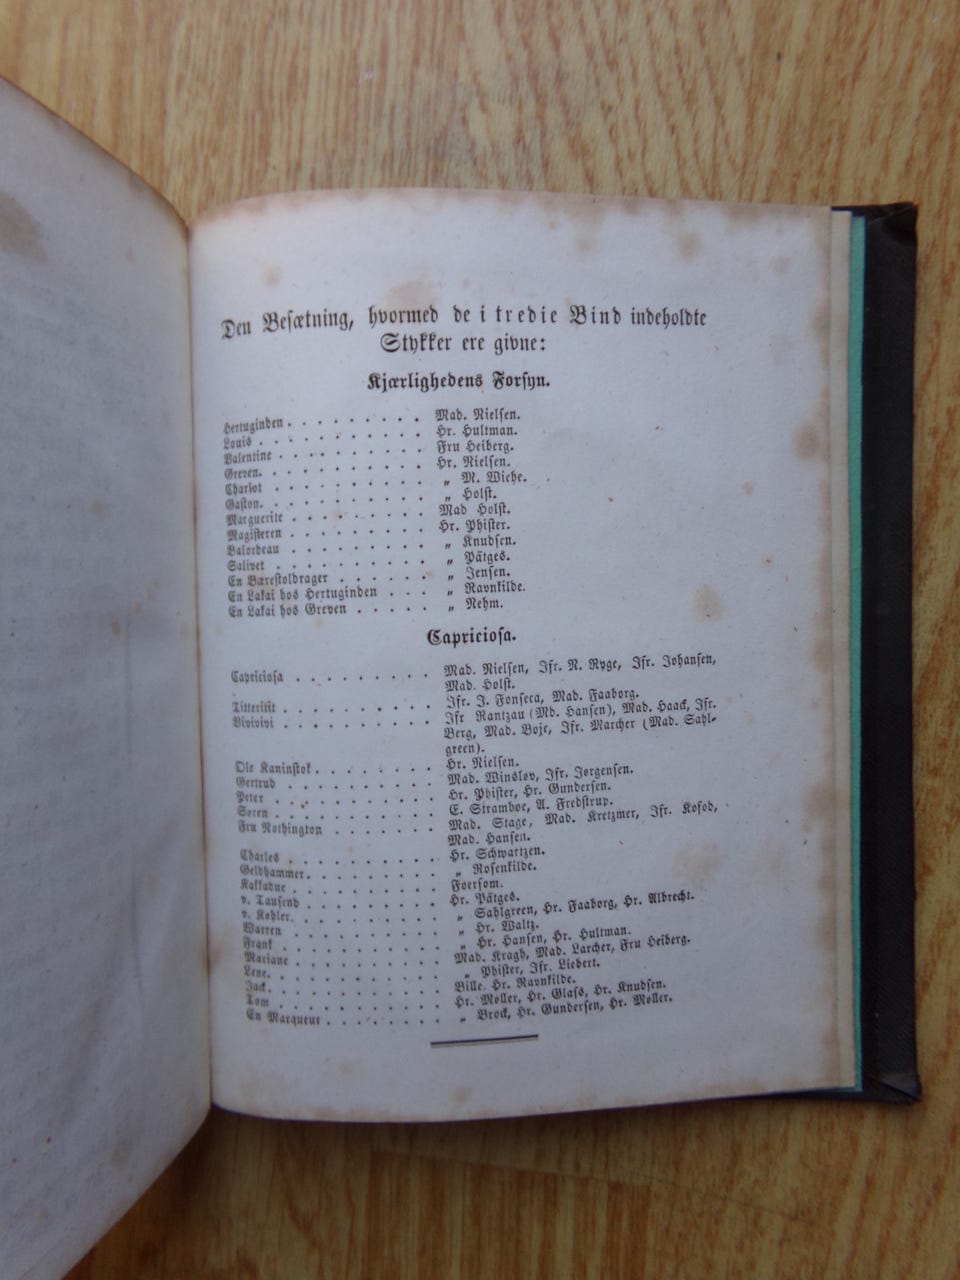 Den Besætning, hvormed de i tredie Bind indeholdte
Stykker ere givne:
Kjærlighedens Forsyn.
Hertuginden . . . . . . . . Mad. Nielsen.
Louis . . . . . . . . . Hr. Hultman.
Valentine . . . . . . . . Fru Heiberg.
Greven. . . . . . . . . Hr. Nielsen.
Charlot . . . . . . . . „ M. Wiehe.
Gaston. . . . . . . . . „ Holst.
Marguerite . . . . . . . Mad Holst.
Magisteren . . . . . . . Hr. Phister.
Balordeau . . . . . . . „ Knudsen.
Salivet . . . . . . . . „ Pätges.
En Bærestoldrager . . . . . „ Jensen.
En Lakai hos Hertuginden . . . „ Ravnkilde.
En Lakai hos Greven . . . . . „ Rehm.
Capriciosa.
Capriciosa . . . . . . . . Mad. Nielsen, Jfr. N. Ryge, Jfr. Johansen,
Mad. Holst.
Titteritit . . . . . . . . Jfr. J. Fonseca, Mad. Faaborg.
Vivivivi . . . . . . . . Jfr Rantzau (Md. Hansen), Mad. Haack, Jfr.
Berg, Mad. Boje, Jfr. Marcher (Mad. Sahl-
green).
Ole Kaninstok . . . . . . . Hr. Nielsen.
Gertrud . . . . . . . . Mad. Winsløv, Jfr. Jørgensen.
Peter . . . . . . . . . Hr. Phister, Hr. Gundersen.
Søren . . . . . . . . . E. Stramboe, A. Fredstrup.
Fru Rothington . . . . . . Mad. Stage, Mad. Kretzmer, Jfr. Kofod,
Mad. Hansen.
Charles . . . . . . . . Hr. Schwartzen.
Geldhammer. . . . . . . . „ Rosenkilde.
Kakkadue . . . . . . . . Foersom.
v. Tausend . . . . . . . Hr. Pätges.
v. Kohler. . . . . . . . „ Sahlgreen, Hr. Faaborg, Hr. Albrecht.
Warren . . . . . . . . „ Hr. Waltz.
Frank . . . . . . . . . „ Hr. Hansen, Hr. Hultman.
Mariane . . . . . . . . Mad. Kragh, Mad. Larcher, Fru Heiberg.
Lene. . . . . . . . . . „ Phister, Jfr. Liebert.
Jack. . . . . . . . . . Bille, Hr. Ravnkilde.
Tom . . . . . . . . . Hr. Møller, Hr. Glass, Hr. Knudsen.
En Marqueur . . . . . . . „ Brock, Hr. Gundersen, Hr. Møller.